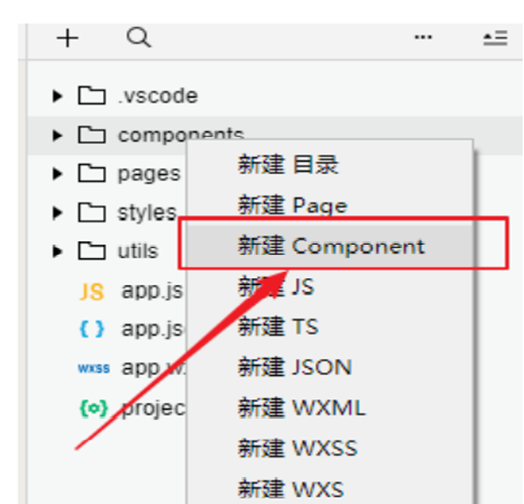 .vscode
components
pages
styles
utils
JS app.js
{ } app.js
wxss app.w
{o} projec
新建 目录
新建 Page
新建 Component
新建 JS
新建 TS
新建 JSON
新建 WXML
新建 WXSS
新建 WXS